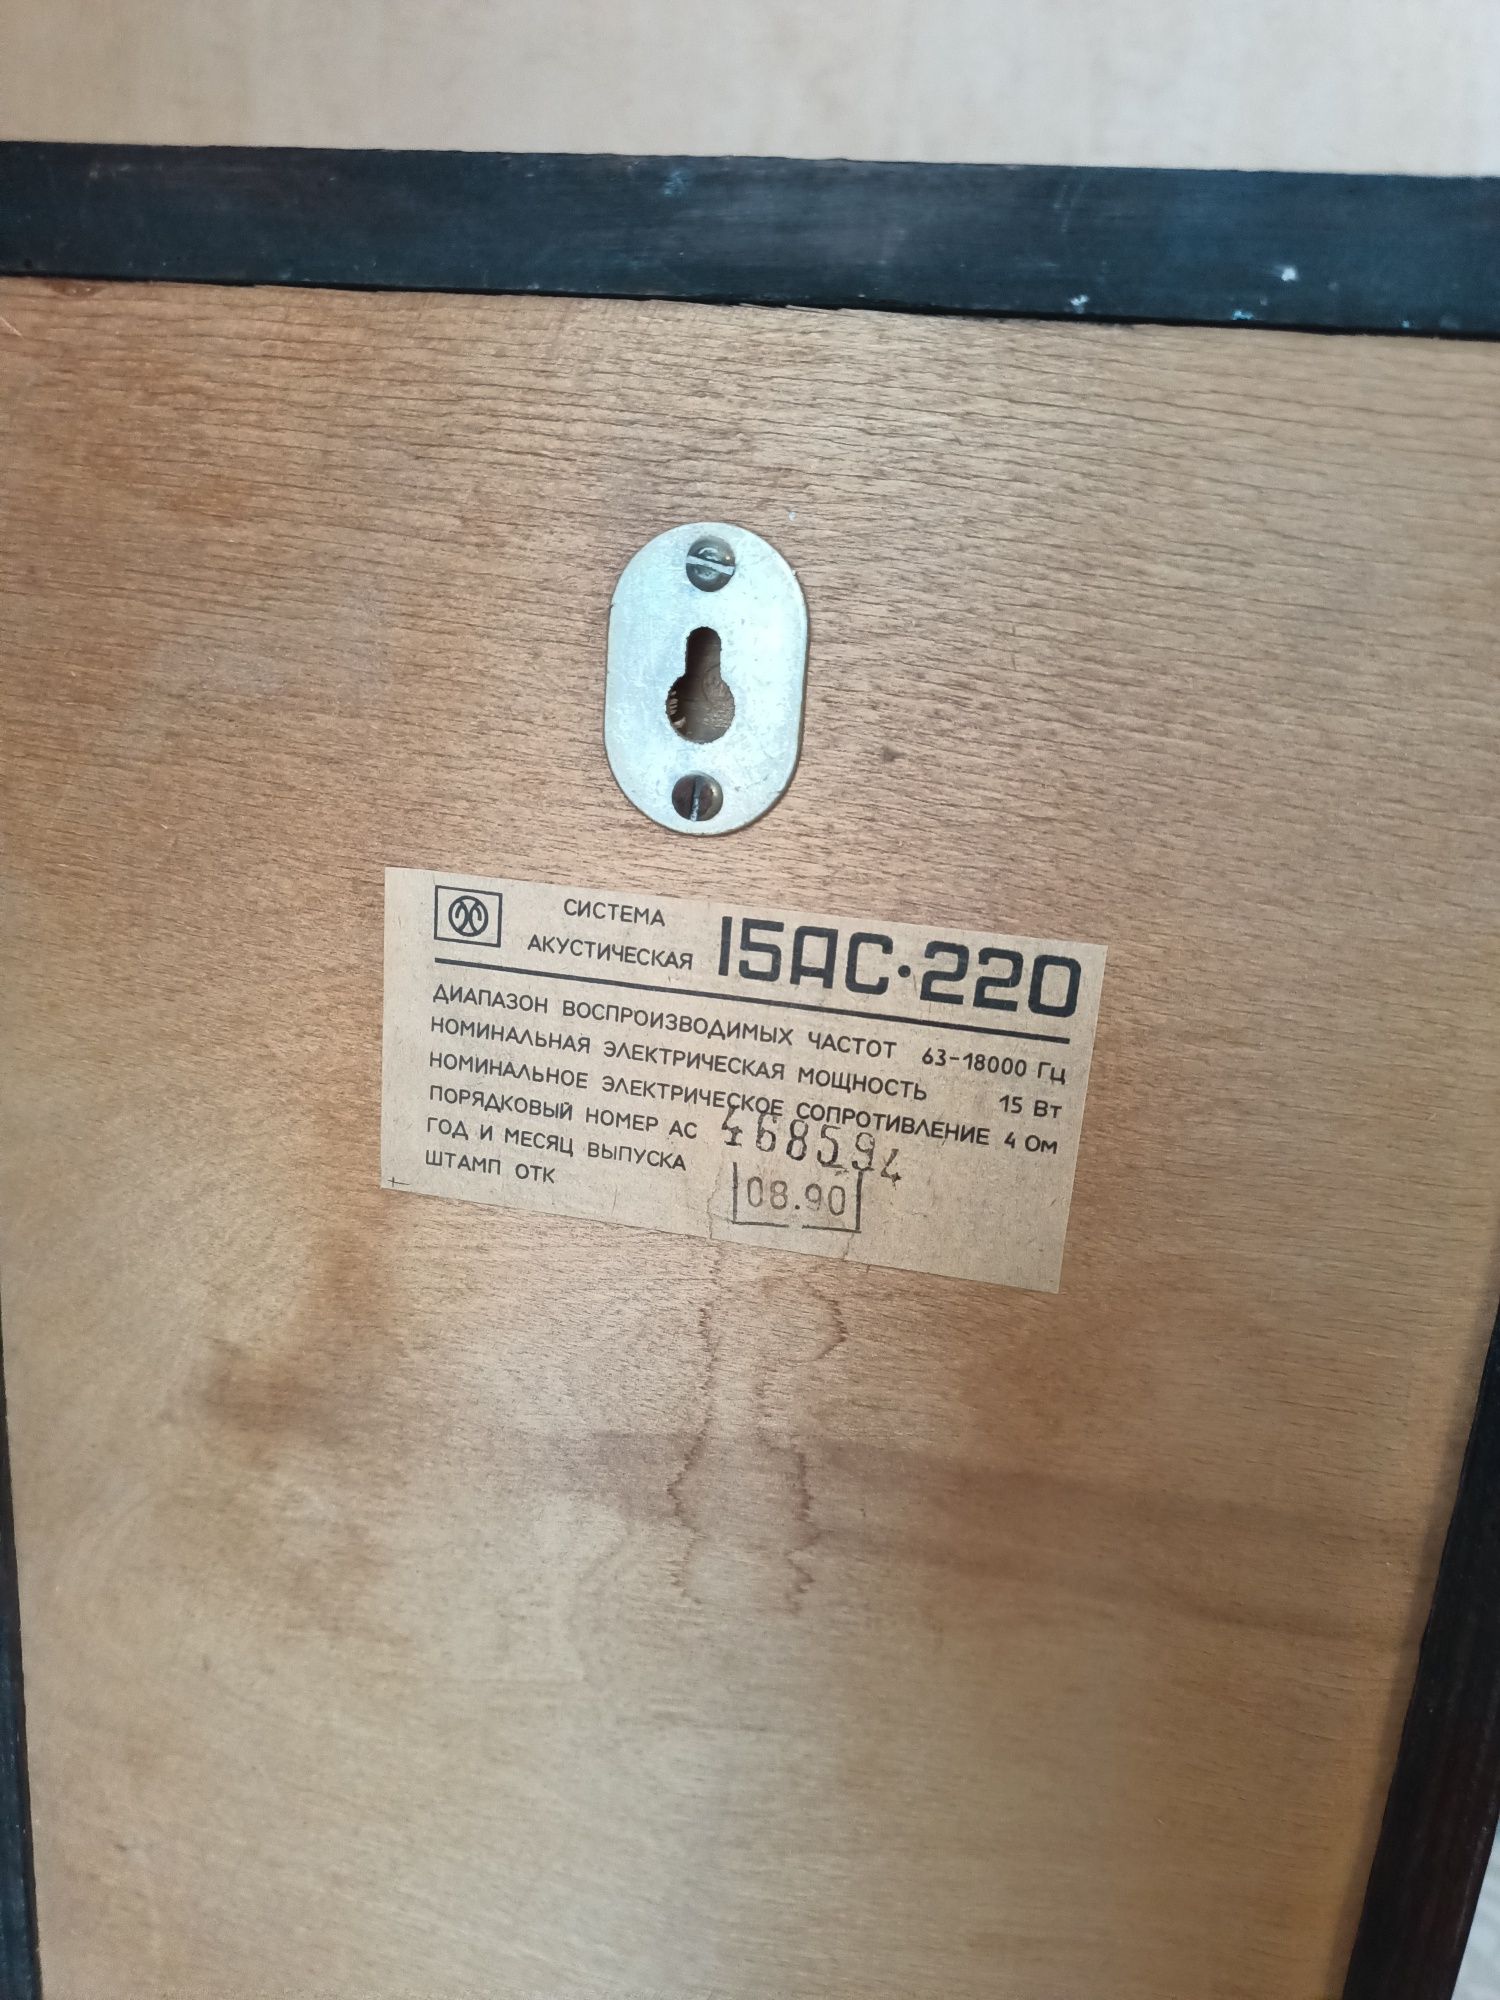 СИСТЕМА
АКУСТИЧЕСКАЯ
15АС·220
ДИАПАЗОН ВОСПРОИЗВОДИМЫХ ЧАСТОТ 63-18000 ГЦ
НОМИНАЛЬНАЯ ЭЛЕКТРИЧЕСКАЯ МОЩНОСТЬ 15 ВТ
НОМИНАЛЬНОЕ ЭЛЕКТРИЧЕСКОЕ СОПРОТИВЛЕНИЕ 4 ОМ
ПОРЯДКОВЫЙ НОМЕР АС 468594
ГОД И МЕСЯЦ ВЫПУСКА 08.90
ШТАМП ОТК